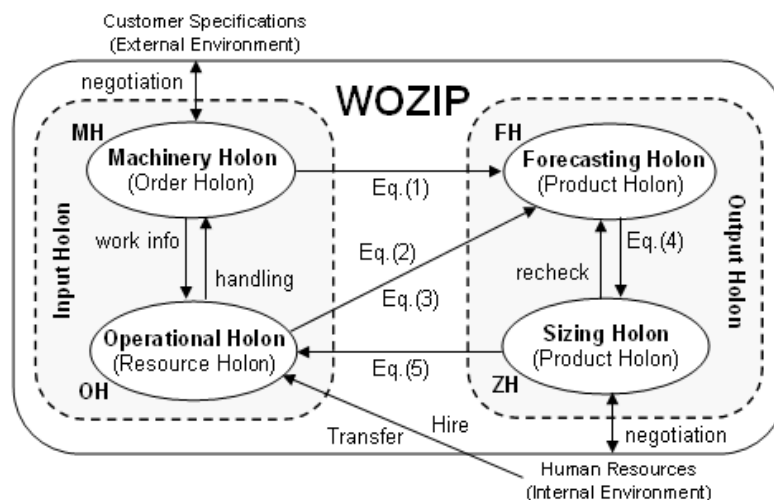 Customer Specifications
(External Environment)
negotiation
WOZIP
MH
Machinery Holon
(Order Holon)
FH
Forecasting Holon
(Product Holon)
Eq.(1)
work info
handling
Eq.(2)
Eq.(3)
Eq.(4)
recheck
Input Holon
Output Holon
Operational Holon
(Resource Holon)
OH
Sizing Holon
(Product Holon)
ZH
Eq.(5)
Transfer
Hire
negotiation
Human Resources
(Internal Environment)